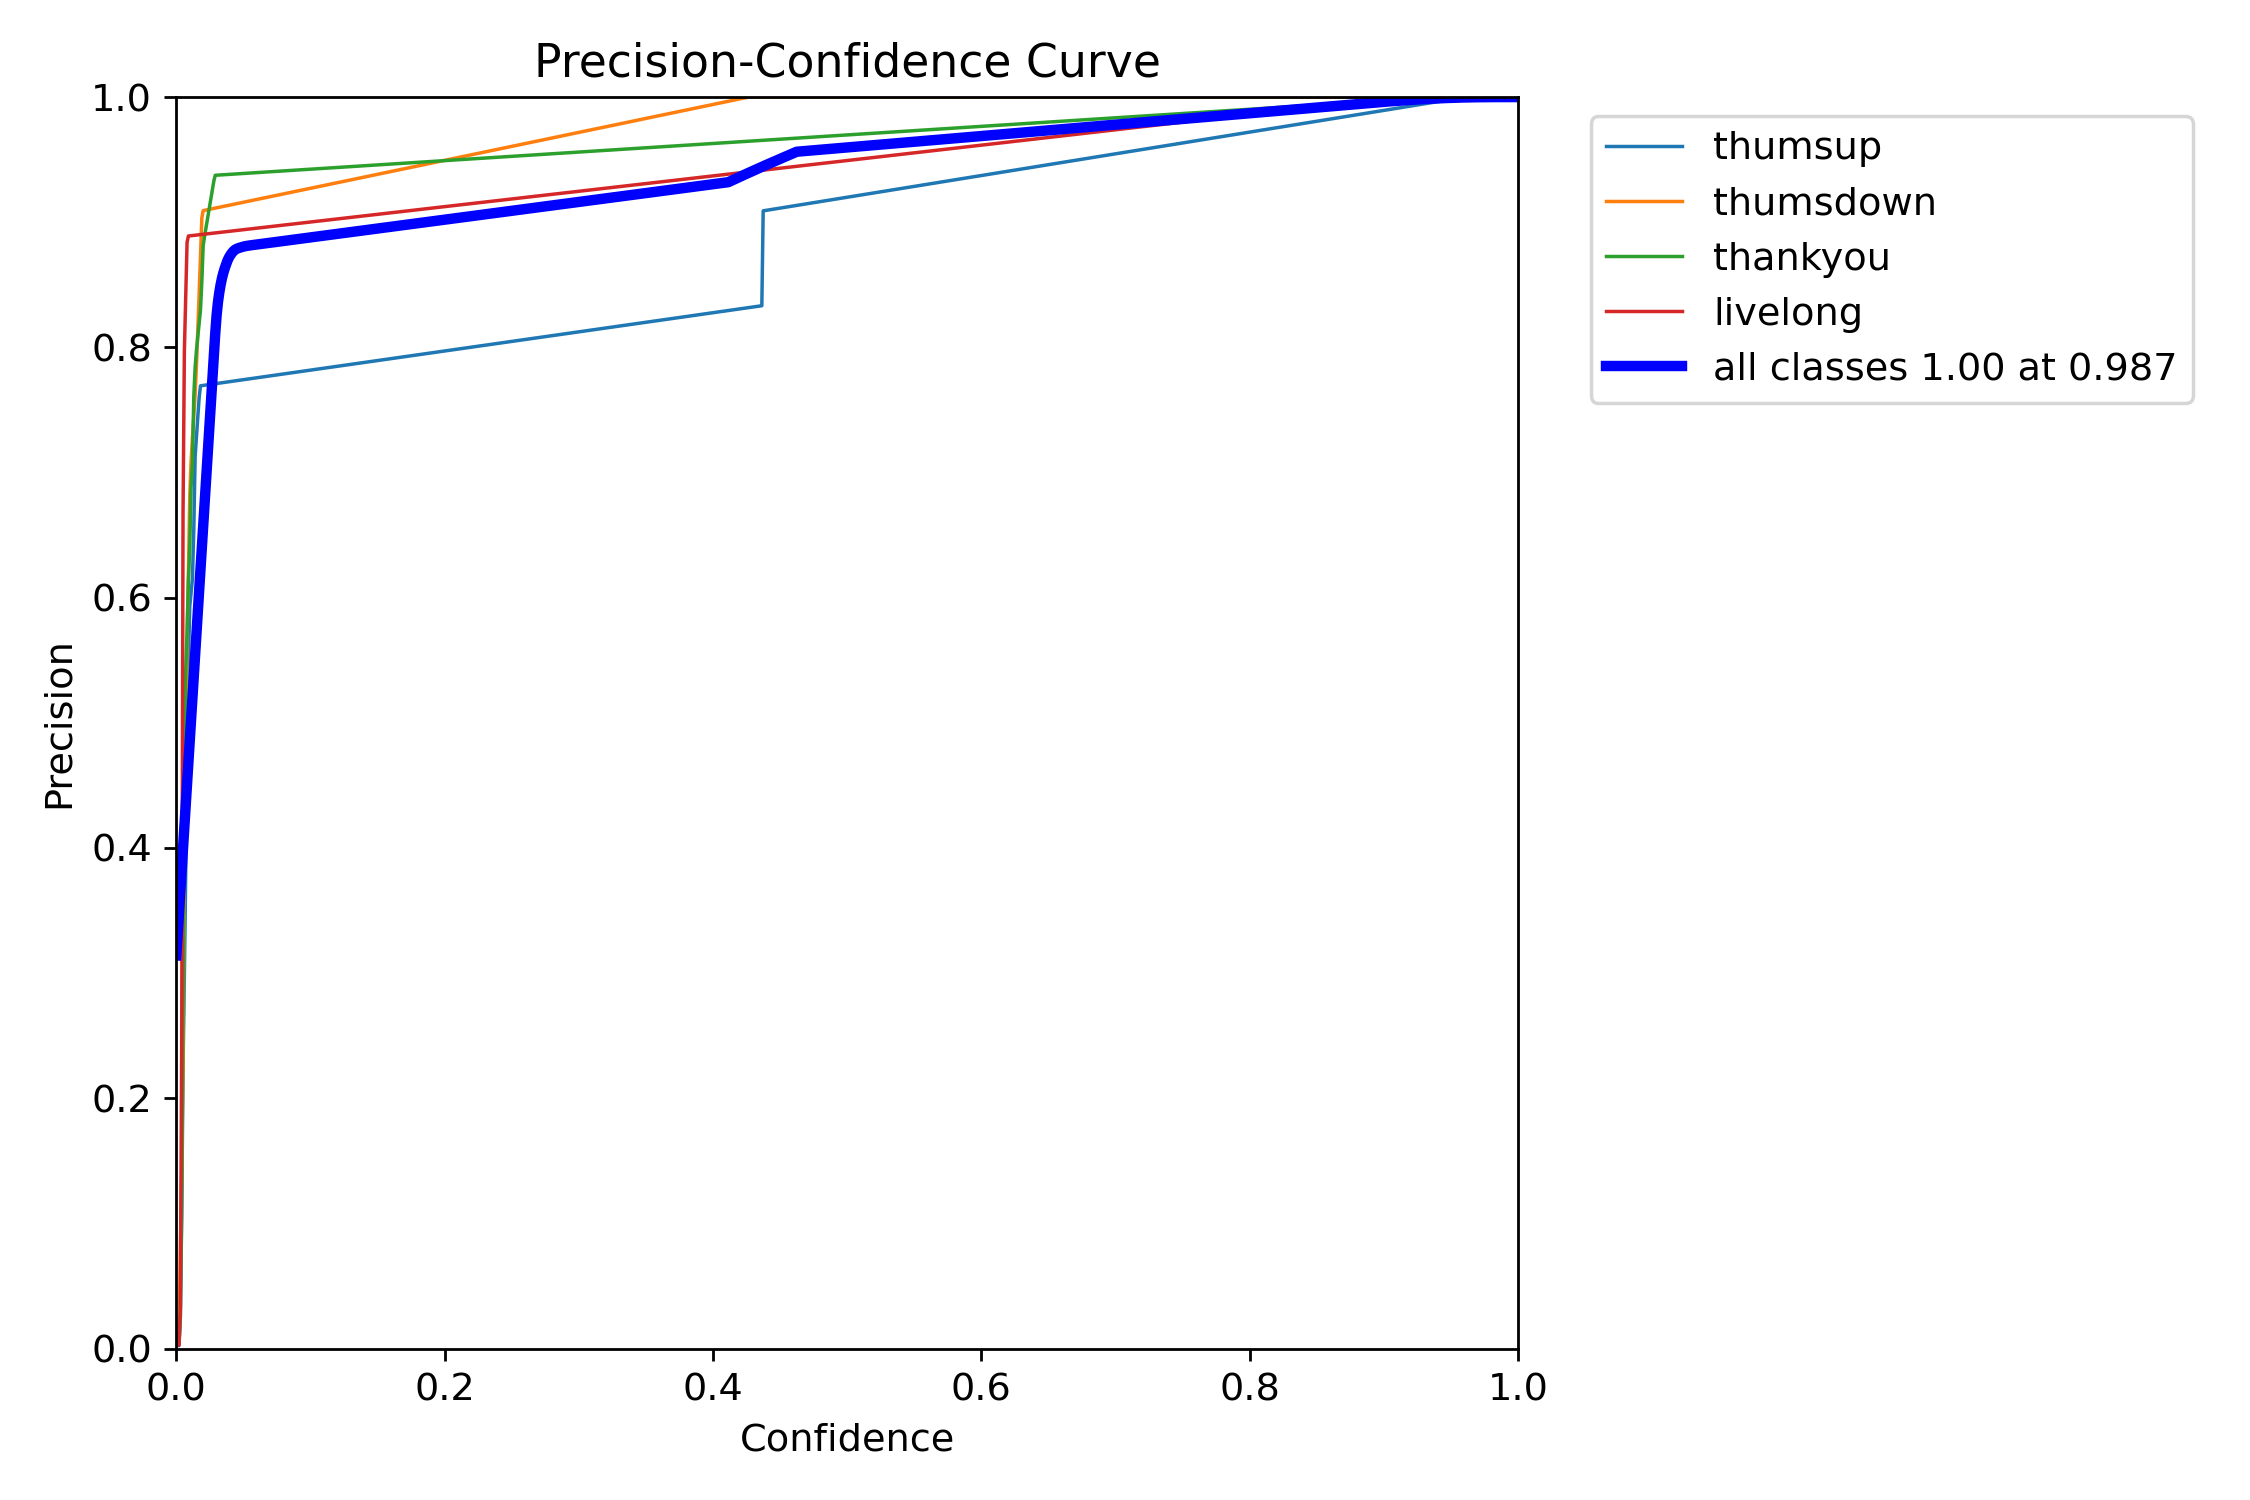 Precision-Confidence Curve
1.0
0.8
0.6
0.4
0.2
0.0
Precision
0.0 0.2 0.4 0.6 0.8 1.0
Confidence
thumsup
thumsdown
thankyou
livelong
all classes 1.00 at 0.987